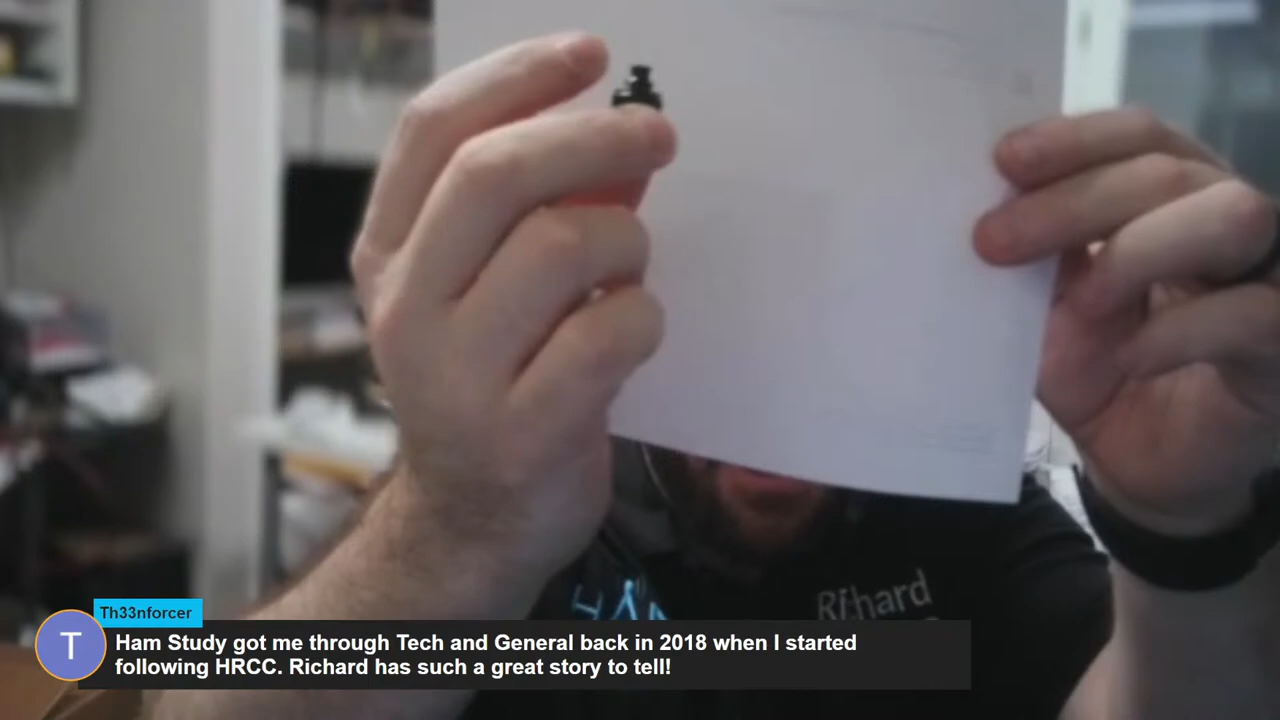 HAM
Richard
Th33nforcer
T
Ham Study got me through Tech and General back in 2018 when I started
following HRCC. Richard has such a great story to tell!